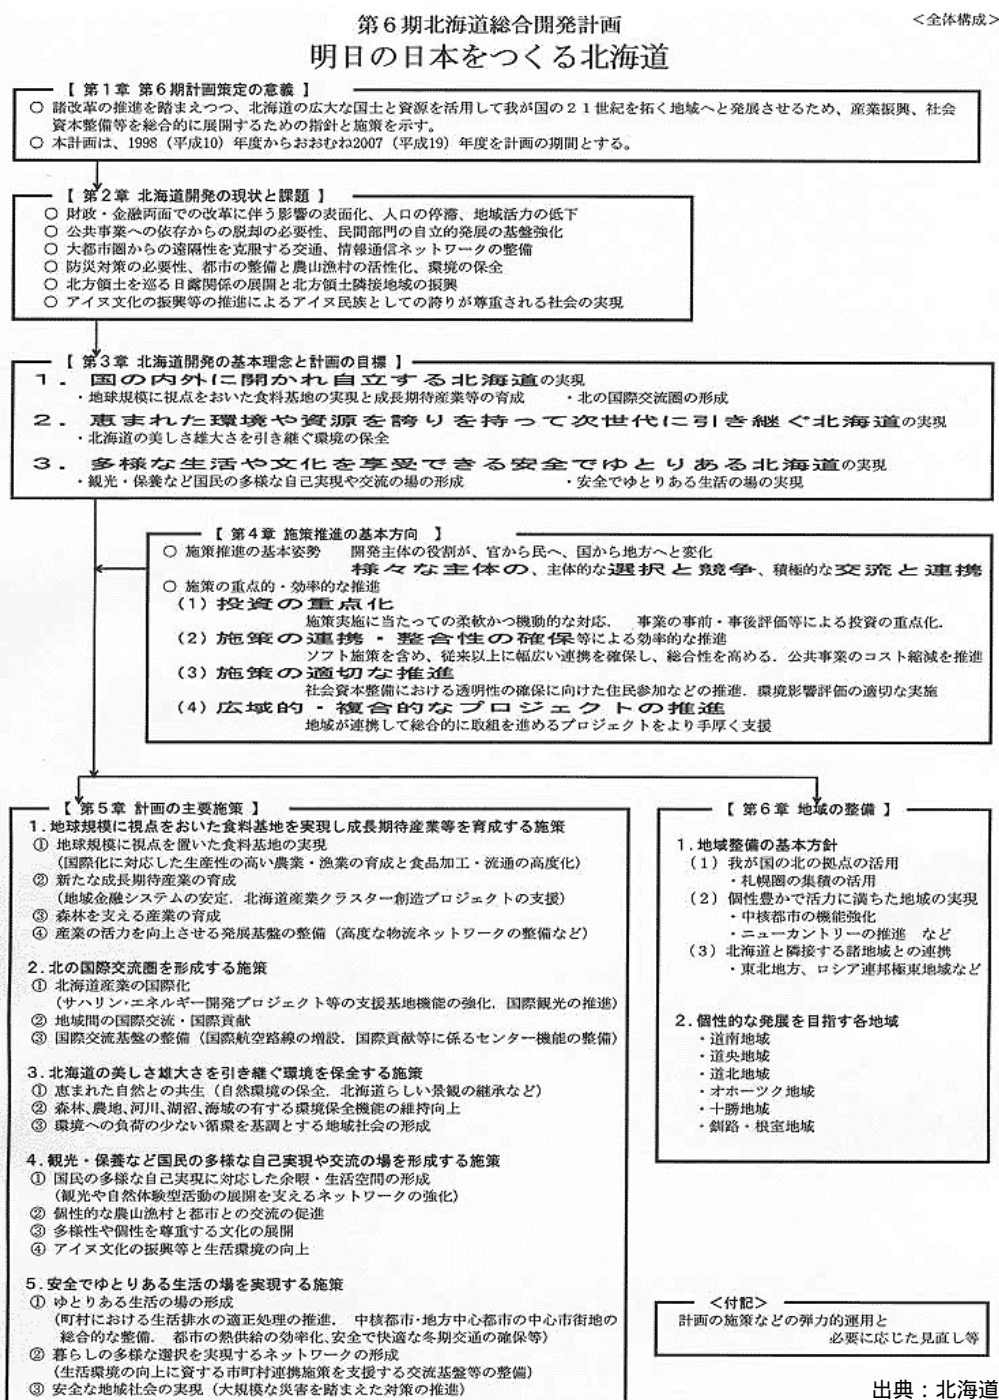 ＜全体構成＞
第６期北海道総合開発計画
明日の日本をつくる北海道
【 第１章 第６期計画策定の意義 】
○ 諸改革の推進を踏まえつつ、北海道の広大な国土と資源を活用して我が国の２１世紀を拓く地域へと発展させるため、産業振興、社会
資本整備等を総合的に展開するための指針と施策を示す。
○ 本計画は、1998（平成10）年度からおおむね2007（平成19）年度を計画の期間とする。
【 第２章 北海道開発の現状と課題 】
○ 財政・金融両面での改革に伴う影響の表面化、人口の停滞、地域活力の低下
○ 公共事業への依存からの脱却の必要性、民間部門の自立的発展の基盤強化
○ 大都市圏からの遠隔性を克服する交通、情報通信ネットワークの整備
○ 防災対策の必要性、都市の整備と農山漁村の活性化、環境の保全
○ 北方領土を巡る日露関係の展開と北方領土隣接地域の振興
○ アイヌ文化の振興等の推進によるアイヌ民族としての誇りが尊重される社会の実現
【 第３章 北海道開発の基本理念と計画の目標 】
１. 国の内外に開かれ自立する北海道の実現
・地球規模に視点をおいた食料基地の実現と成長期待産業等の育成　・北の国際交流圏の形成
２. 恵まれた環境や資源を誇りを持って次世代に引き継ぐ北海道の実現
・北海道の美しさ雄大さを引き継ぐ環境の保全
３. 多様な生活や文化を享受できる安全でゆとりある北海道の実現
・観光・保養など国民の多様な自己実現や交流の場の形成　・安全でゆとりある生活の場の実現
【 第４章 施策推進の基本方向 】
○ 施策推進の基本姿勢　開発主体の役割が、官から民へ、国から地方へと変化
様々な主体の、主体的な選択と競争、積極的な交流と連携
○ 施策の重点的・効率的な推進
（1）投資の重点化
施策実施に当たっての柔軟かつ機動的な対応．　事業の事前・事後評価等による投資の重点化．
（2）施策の連携・整合性の確保等による効率的な推進
ソフト施策を含め、従来以上に幅広い連携を確保し、総合性を高める．公共事業のコスト縮減を推進
（3）施策の適切な推進
社会資本整備における透明性の確保に向けた住民参加などの推進．環境影響評価の適切な実施
（4）広域的・複合的なプロジェクトの推進
地域が連携して総合的に取組を進めるプロジェクトをより手厚く支援
【 第５章 計画の主要施策 】
１.地球規模に視点をおいた食料基地を実現し成長期待産業等を育成する施策
① 地球規模に視点を置いた食料基地の実現
（国際化に対応した生産性の高い農業・漁業の育成と食品加工・流通の高度化）
② 新たな成長期待産業の育成
（地域金融システムの安定．北海道産業クラスター創造プロジェクトの支援）
③ 森林を支える産業の育成
④ 産業の活力を向上させる発展基盤の整備（高度な物流ネットワークの整備など）
２.北の国際交流圏を形成する施策
① 北海道産業の国際化
（サハリン・エネルギー開発プロジェクト等の支援基地機能の強化．国際観光の推進）
② 地域間の国際交流・国際貢献
③ 国際交流基盤の整備（国際航空路線の増設．国際貢献等に係るセンター機能の整備）
３.北海道の美しさ雄大さを引き継ぐ環境を保全する施策
① 恵まれた自然との共生（自然環境の保全．北海道らしい景観の継承など）
② 森林、農地、河川、湖沼、海域の有する環境保全機能の維持向上
③ 環境への負荷の少ない循環を基調とする地域社会の形成
４.観光・保養など国民の多様な自己実現や交流の場を形成する施策
① 国民の多様な自己実現に対応した余暇・生活空間の形成
（観光や自然体験型活動の展開を支えるネットワークの強化）
② 個性的な農山漁村と都市との交流の促進
③ 多様性や個性を尊重する文化の展開
④ アイヌ文化の振興等と生活環境の向上
５.安全でゆとりある生活の場を実現する施策
① ゆとりある生活の場の形成
（町村における生活排水の適正処理の推進．　中核都市・地方中心都市の中心市街地の
総合的な整備．　都市の熱供給の効率化、安全で快適な冬期交通の確保等）
② 暮らしの多様な選択を実現するネットワークの形成
（生活環境の向上に資する市町村連携施策を支援する交流基盤等の整備）
③ 安全な地域社会の実現（大規模な災害を踏まえた対策の推進）
【 第６章 地域の整備 】
１.地域整備の基本方針
（１）我が国の北の拠点の活用
・札幌圏の集積の活用
（２）個性豊かで活力に満ちた地域の実現
・中核都市の機能強化
・ニューカントリーの推進　など
（３）北海道と隣接する諸地域との連携
・東北地方、ロシア連邦極東地域など
２.個性的な発展を目指す各地域
・道南地域
・道央地域
・道北地域
・オホーツク地域
・十勝地域
・釧路・根室地域
＜付記＞
計画の施策などの弾力的運用と
必要に応じた見直し等
出典：北海道